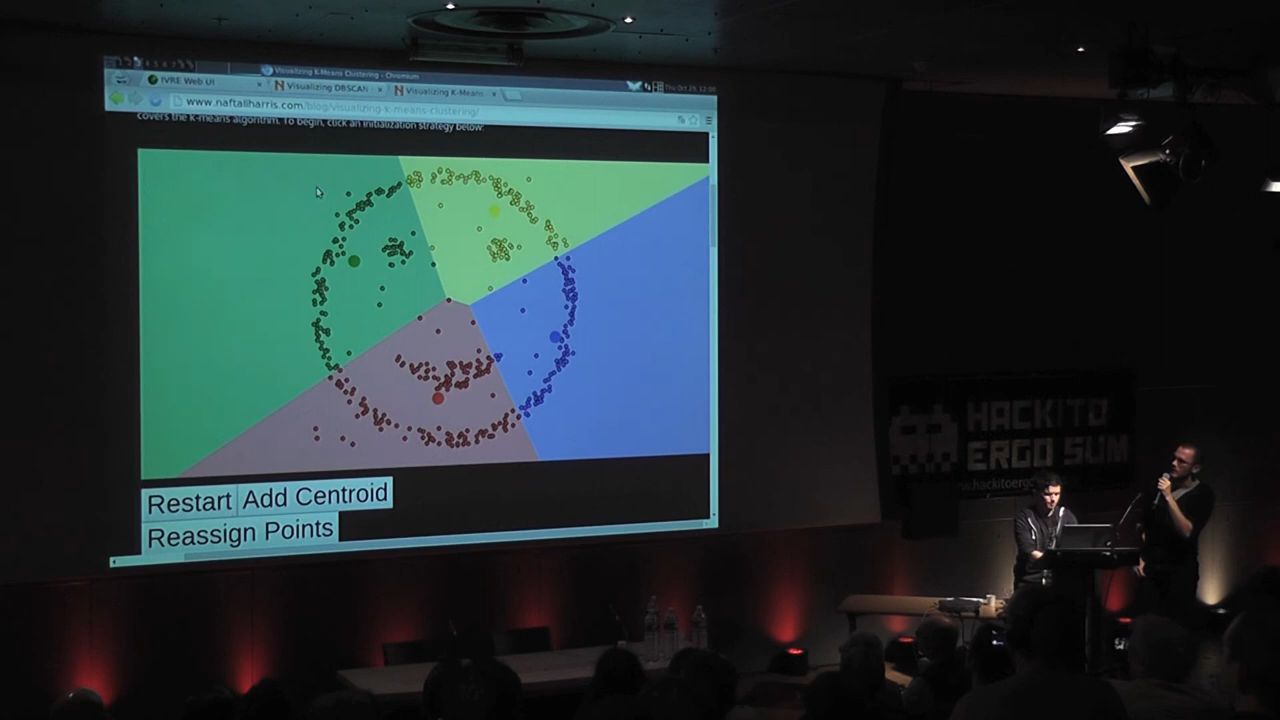 Visualizing K-Means Clustering - Chromium
IVRE Web UI
Visualizing DBSCAN
Visualizing K-Means
www.naftaliharris.com/blog/visualizing-k-means-clustering/
covers the k-means algorithm. To begin, click an initialization strategy below:
Restart
Add Centroid
Reassign Points
HACKITO
ERGO SUM